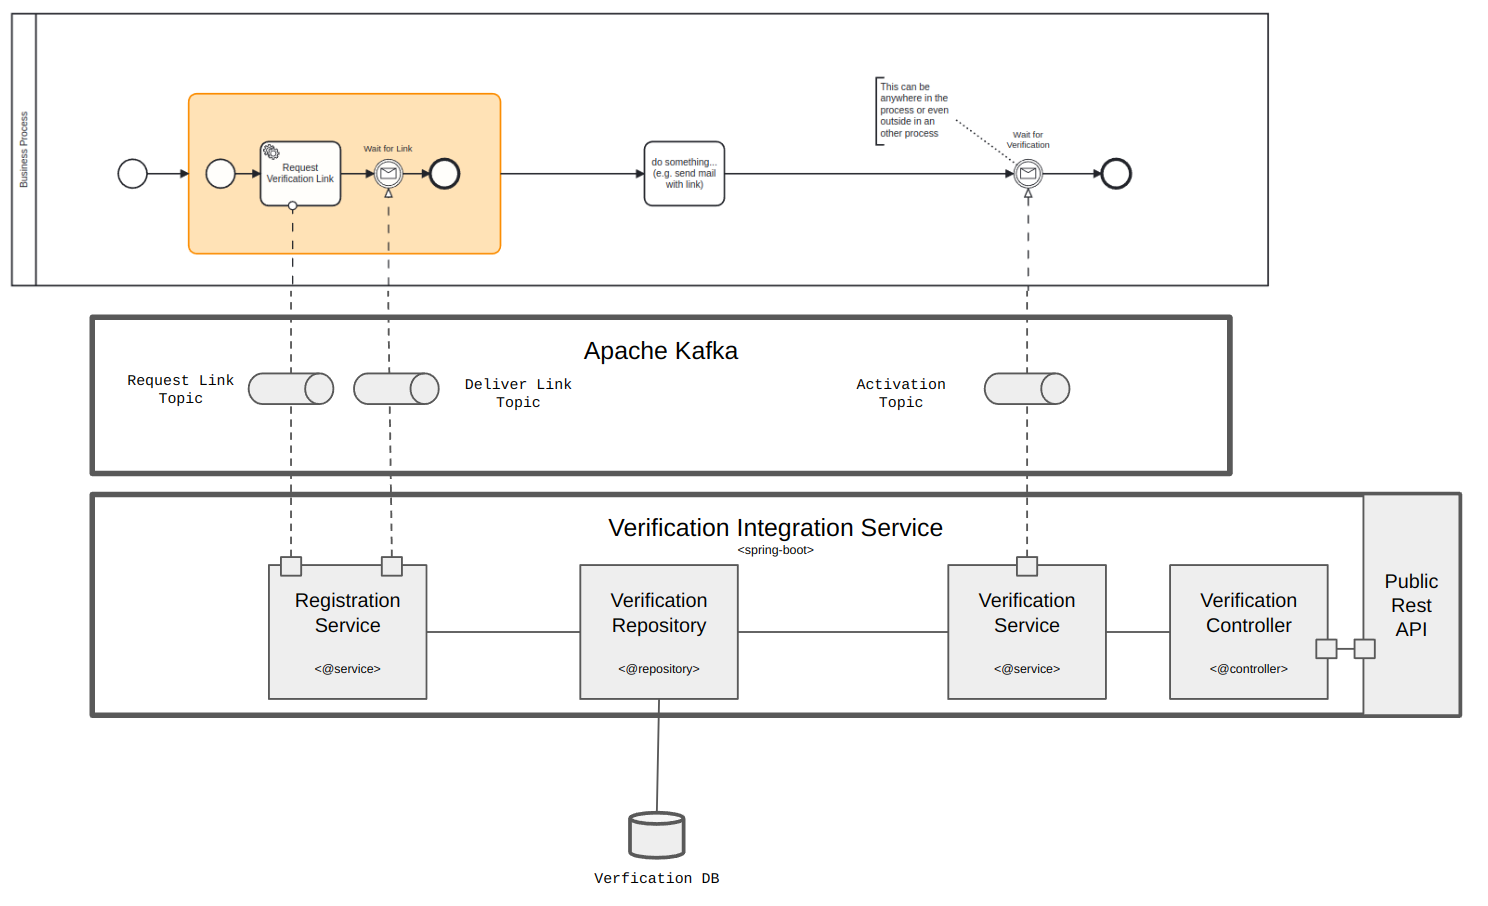 Business Process
This can be
anywhere in the
process or even
outside in an
other process
Wait for Link
Wait for
Verification
Request
Verification Link
do something...
(e.g. send mail
with link)
Apache Kafka
Request Link
Topic
Deliver Link
Topic
Activation
Topic
Verification Integration Service
<spring-boot>
Registration
Service
<@service>
Verification
Repository
<@repository>
Verification
Service
<@service>
Verification
Controller
<@controller>
Public
Rest
API
Verfication DB